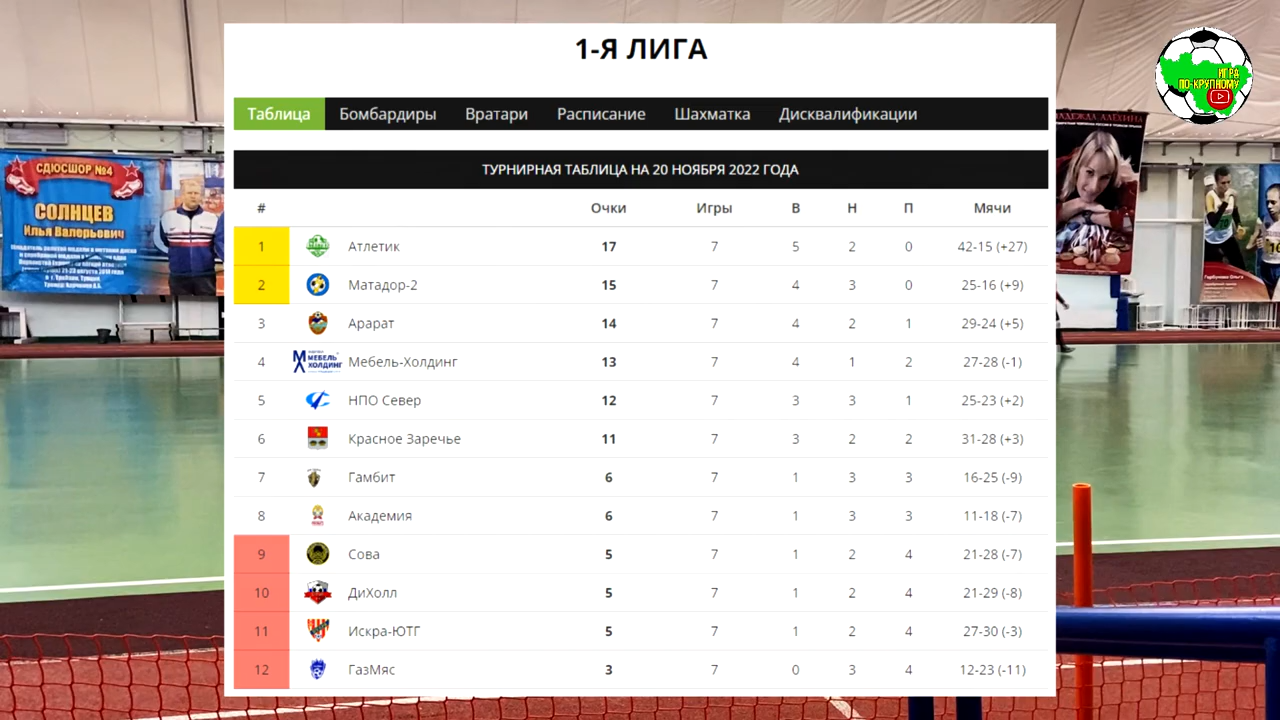 1-Я ЛИГА
Таблица Бомбардиры Вратари Расписание Шахматка Дисквалификации
ТУРНИРНАЯ ТАБЛИЦА НА 20 НОЯБРЯ 2022 ГОДА
# Очки Игры В Н П Мячи
1 Атлетик 17 7 5 2 0 42-15 (+27)
2 Матадор-2 15 7 4 3 0 25-16 (+9)
3 Арарат 14 7 4 2 1 29-24 (+5)
4 МЕБЕЛЬ ХОЛДИНГ Мебель-Холдинг 13 7 4 1 2 27-28 (-1)
5 НПО Север 12 7 3 3 1 25-23 (+2)
6 Красное Заречье 11 7 3 2 2 31-28 (+3)
7 Гамбит 6 7 1 3 3 16-25 (-9)
8 Академия 6 7 1 3 3 11-18 (-7)
9 Сова 5 7 1 2 4 21-28 (-7)
10 ДиХолл 5 7 1 2 4 21-29 (-8)
11 Искра-ЮТГ 5 7 1 2 4 27-30 (-3)
12 ГазМяс 3 7 0 3 4 12-23 (-11)
ИГРА
ПО-КРУПНОМУ
СДЮСШОР №4
СОЛНЦЕВ
Илья Валерьевич
НАДЕЖДА АЛЁХИНА